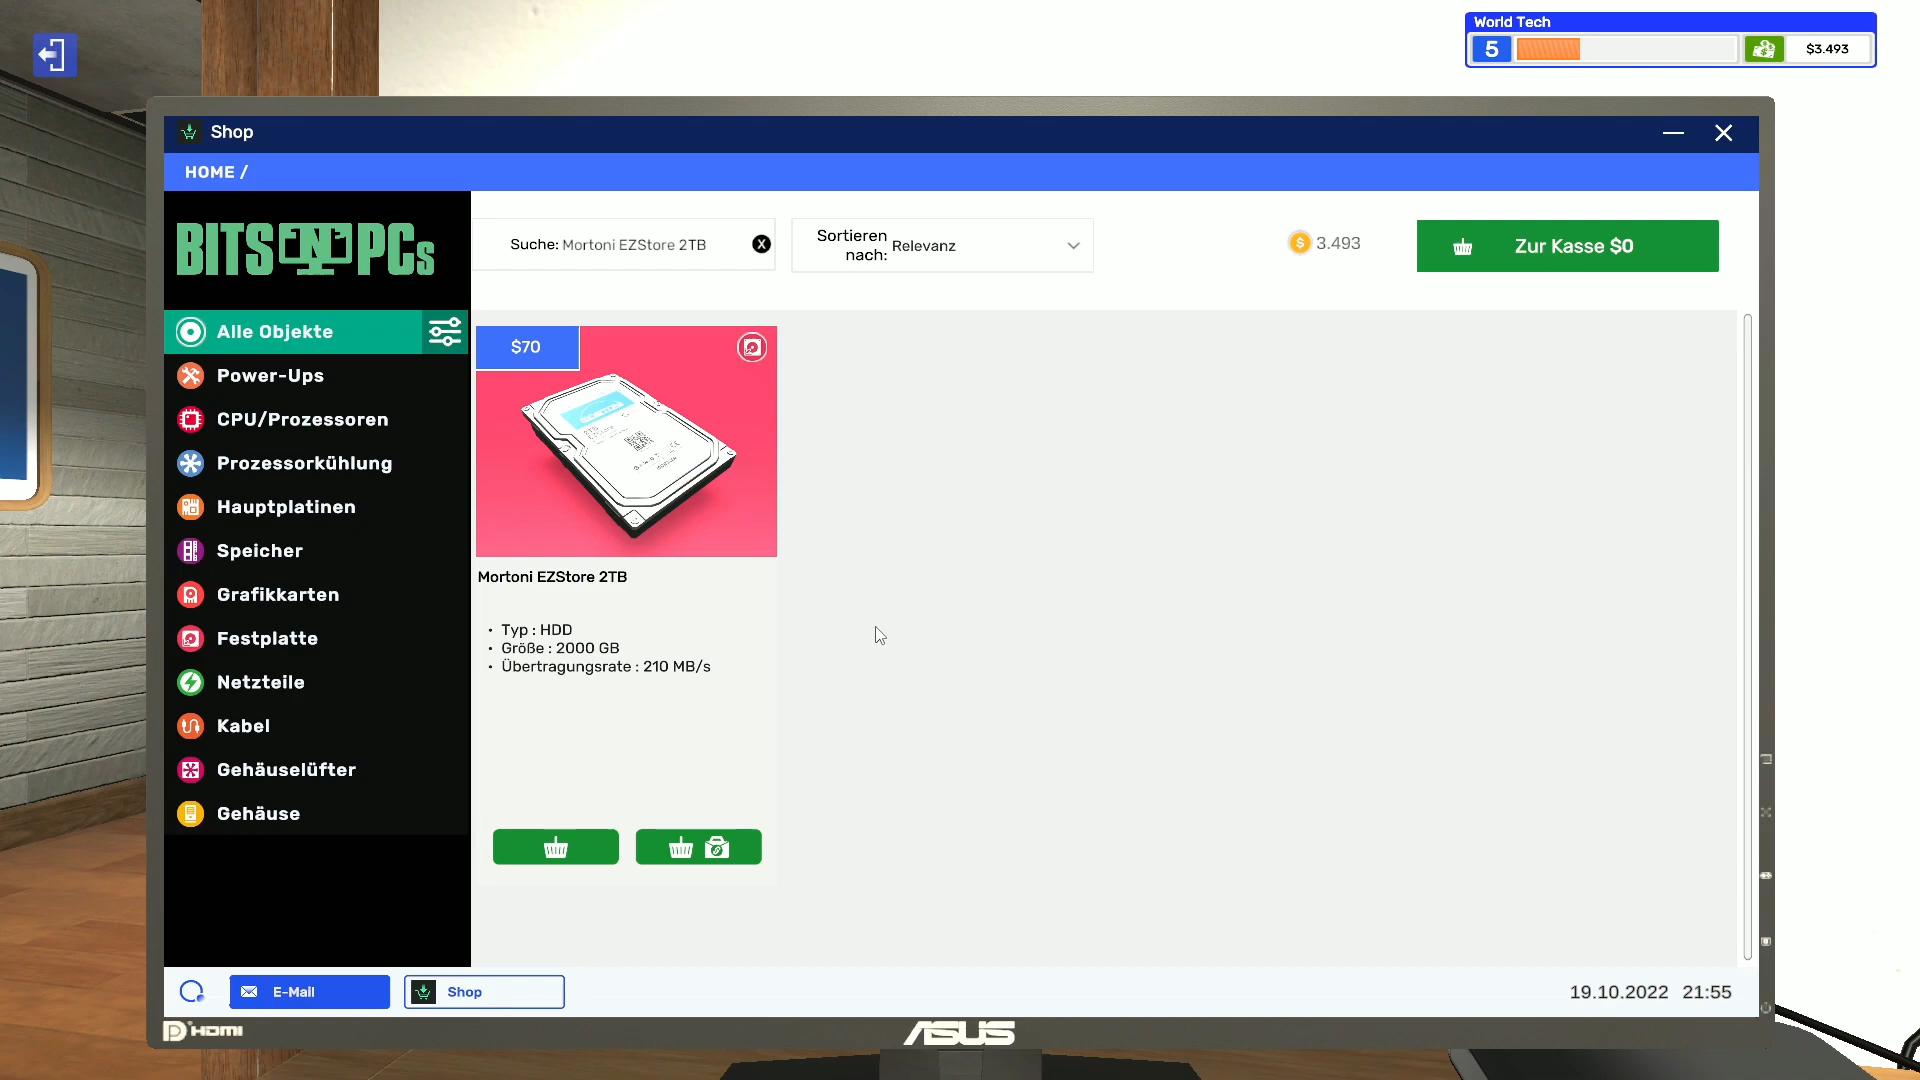 World Tech
5
$3.493
Shop
HOME /
BITS N PCs
Suche: Mortoni EZStore 2TB
X
Sortieren nach: Relevanz
$ 3.493
Zur Kasse $0
Alle Objekte
Power-Ups
CPU/Prozessoren
Prozessorkühlung
Hauptplatinen
Speicher
Grafikkarten
Festplatte
Netzteile
Kabel
Gehäuselüfter
Gehäuse
$70
Mortoni EZStore 2TB
• Typ : HDD
• Größe : 2000 GB
• Übertragungsrate : 210 MB/s
E-Mail
Shop
19.10.2022 21:55
HDMI
ASUS